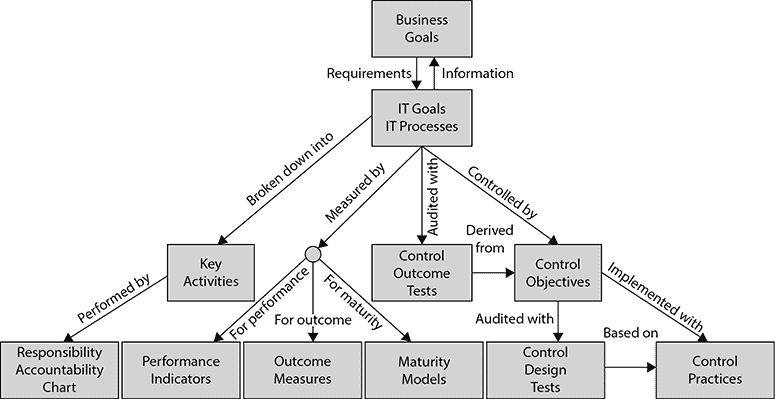 Business
Goals
Requirements
Information
IT Goals
IT Processes
Broken down into
Measured by
Audited with
Controlled by
Key
Activities
Control
Outcome
Tests
Derived
from
Control
Objectives
Performed by
For performance
For outcome
For maturity
Audited with
Implemented with
Based on
Responsibility
Accountability
Chart
Performance
Indicators
Outcome
Measures
Maturity
Models
Control
Design
Tests
Control
Practices